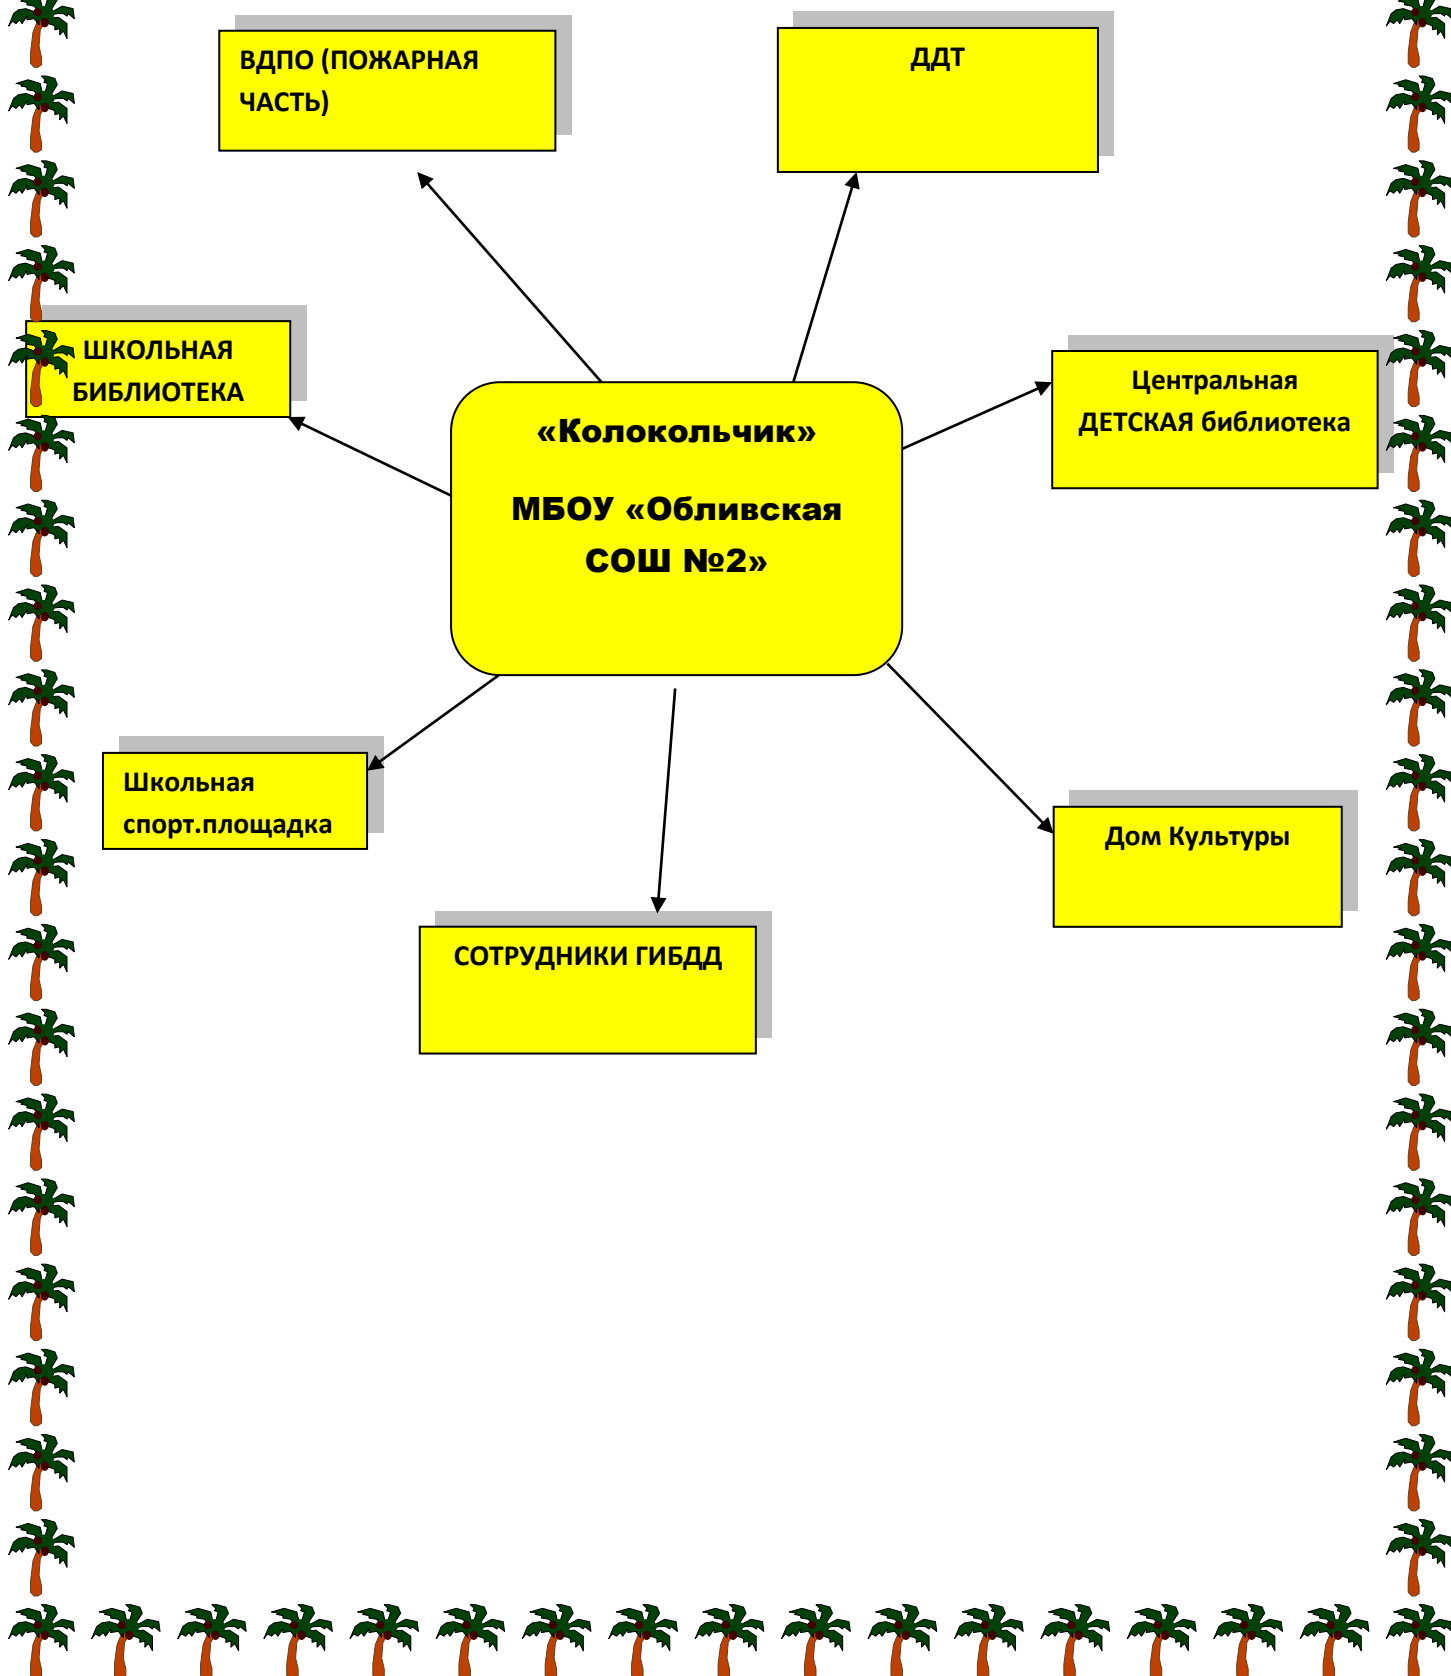 ВДПО (ПОЖАРНАЯ
ЧАСТЬ)
ДДТ
ШКОЛЬНАЯ
БИБЛИОТЕКА
Центральная
ДЕТСКАЯ библиотека
«Колокольчик»
МБОУ «Обливская
СОШ №2»
Школьная
спорт.площадка
Дом Культуры
СОТРУДНИКИ ГИБДД